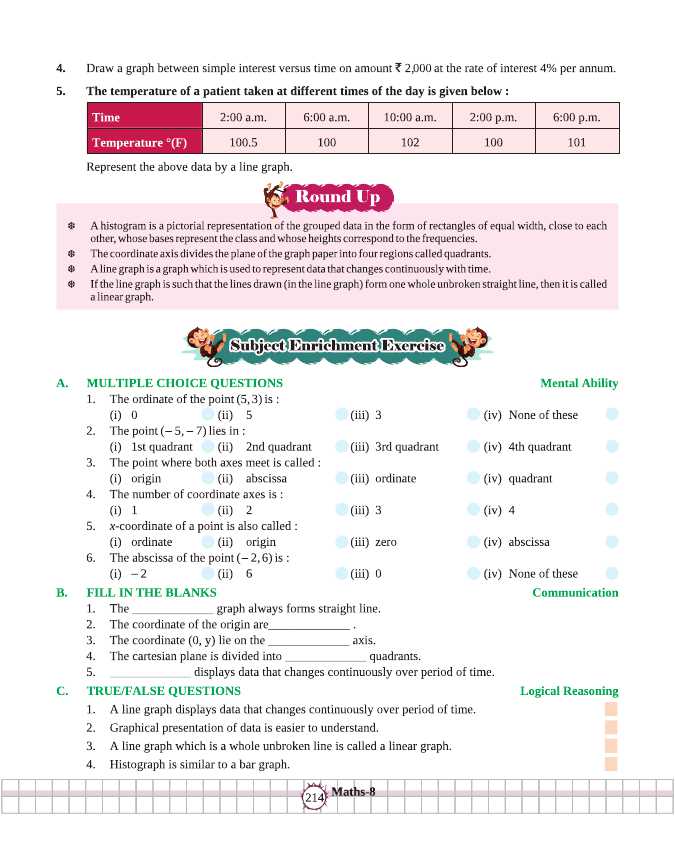 4. Draw a graph between simple interest versus time on amount ₹ 2,000 at the rate of interest 4% per annum.
5. The temperature of a patient taken at different times of the day is given below :
Time 2:00 a.m. 6:00 a.m. 10:00 a.m. 2:00 p.m. 6:00 p.m.
Temperature °(F) 100.5 100 102 100 101
Represent the above data by a line graph.
Round Up
❆ A histogram is a pictorial representation of the grouped data in the form of rectangles of equal width, close to each
other, whose bases represent the class and whose heights correspond to the frequencies.
❆ The coordinate axis divides the plane of the graph paper into four regions called quadrants.
❆ A line graph is a graph which is used to represent data that changes continuously with time.
❆ If the line graph is such that the lines drawn (in the line graph) form one whole unbroken straight line, then it is called
a linear graph.
Subject Enrichment Exercise
A. MULTIPLE CHOICE QUESTIONS Mental Ability
1. The ordinate of the point (5, 3) is :
(i) 0 (ii) 5 (iii) 3 (iv) None of these
2. The point (– 5, – 7) lies in :
(i) 1st quadrant (ii) 2nd quadrant (iii) 3rd quadrant (iv) 4th quadrant
3. The point where both axes meet is called :
(i) origin (ii) abscissa (iii) ordinate (iv) quadrant
4. The number of coordinate axes is :
(i) 1 (ii) 2 (iii) 3 (iv) 4
5. x-coordinate of a point is also called :
(i) ordinate (ii) origin (iii) zero (iv) abscissa
6. The abscissa of the point (– 2, 6) is :
(i) – 2 (ii) 6 (iii) 0 (iv) None of these
B. FILL IN THE BLANKS Communication
1. The _____________ graph always forms straight line.
2. The coordinate of the origin are_____________ .
3. The coordinate (0, y) lie on the _____________ axis.
4. The cartesian plane is divided into _____________ quadrants.
5. _____________ displays data that changes continuously over period of time.
C. TRUE/FALSE QUESTIONS Logical Reasoning
1. A line graph displays data that changes continuously over period of time.
2. Graphical presentation of data is easier to understand.
3. A line graph which is a whole unbroken line is called a linear graph.
4. Histograph is similar to a bar graph.
214 Maths-8